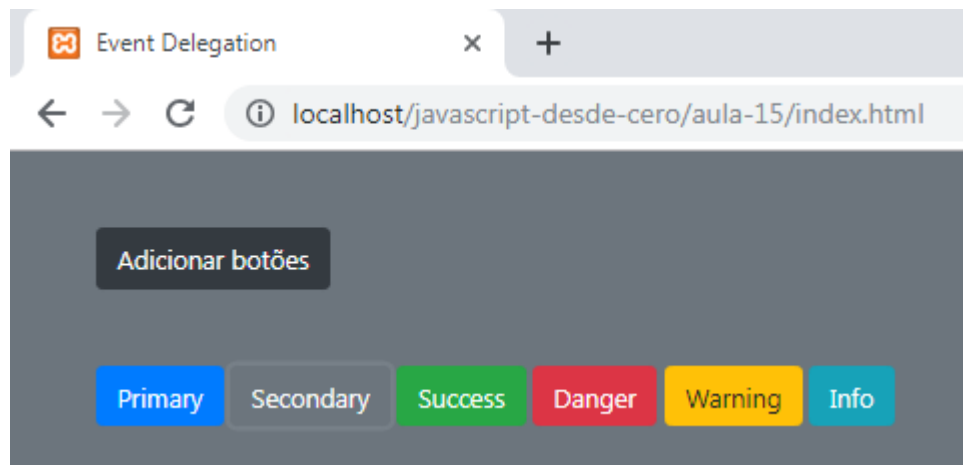 Event Delegation
localhost/javascript-desde-cero/aula-15/index.html
Adicionar botões
Primary Secondary Success Danger Warning Info